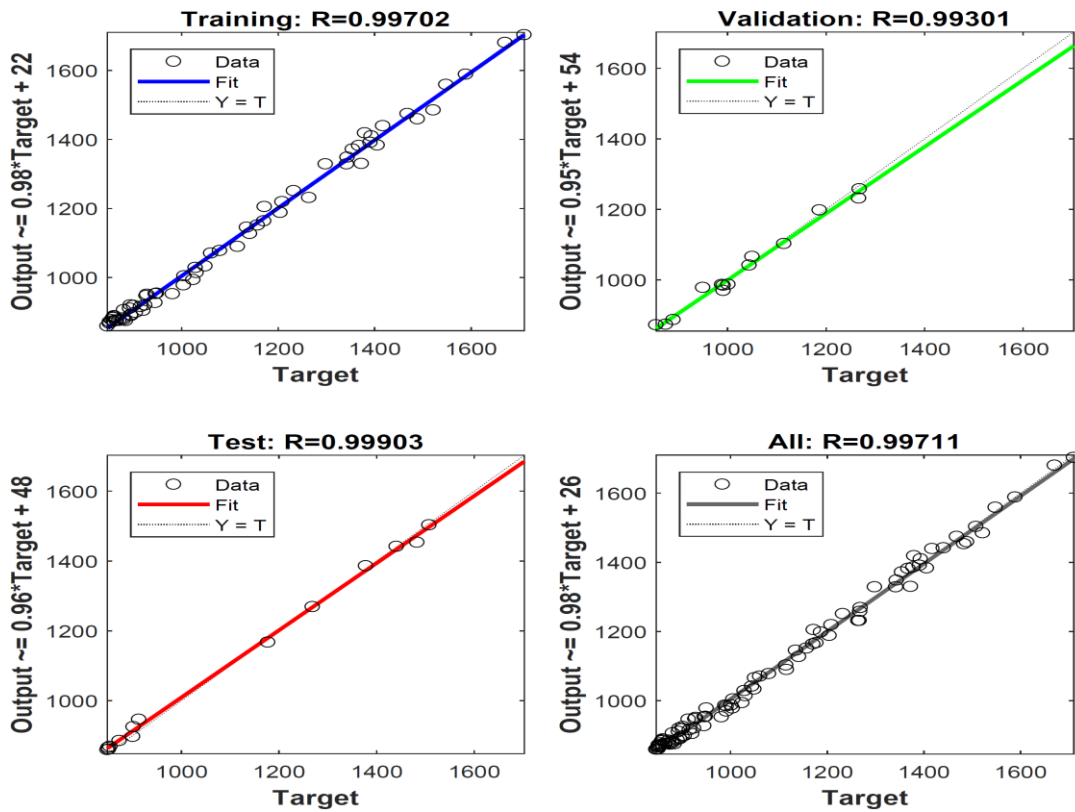 Training: R=0.99702
Output ~= 0.98*Target + 22
Data
Fit
Y = T
1600
1400
1200
1000
1000 1200 1400 1600
Target
Validation: R=0.99301
Output ~= 0.95*Target + 54
Data
Fit
Y = T
1600
1400
1200
1000
1000 1200 1400 1600
Target
Test: R=0.99903
Output ~= 0.96*Target + 48
Data
Fit
Y = T
1600
1400
1200
1000
1000 1200 1400 1600
Target
All: R=0.99711
Output ~= 0.98*Target + 26
Data
Fit
Y = T
1600
1400
1200
1000
1000 1200 1400 1600
Target